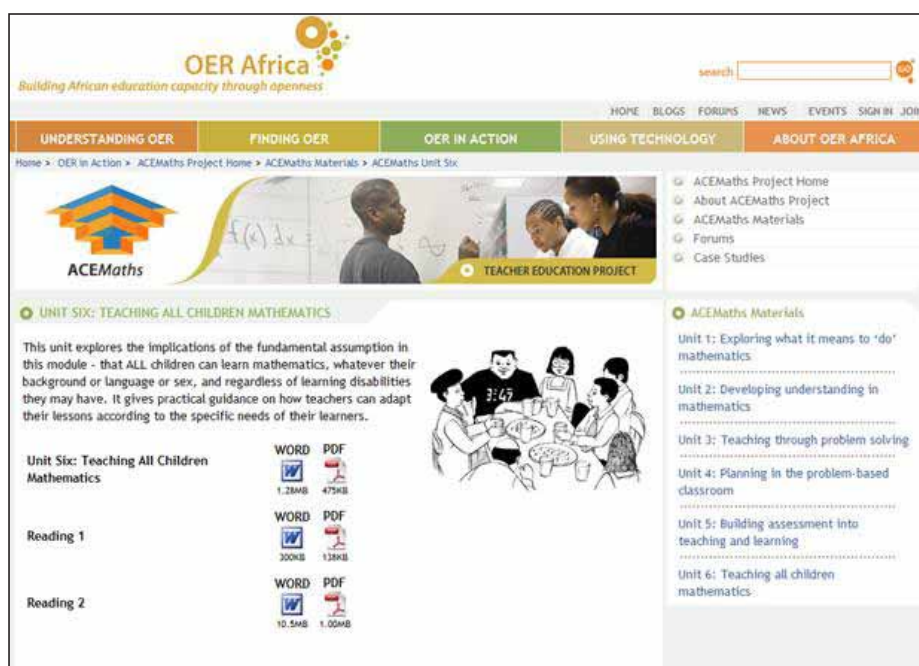 OER Africa
Building African education capacity through openness
search
GO
HOME BLOGS FORUMS NEWS EVENTS SIGN IN JOIN
UNDERSTANDING OER FINDING OER OER IN ACTION USING TECHNOLOGY ABOUT OER AFRICA
Home > OER in Action > ACEMaths Project Home > ACEMaths Materials > ACEMaths Unit Six
ACEMaths
f(x) dx
TEACHER EDUCATION PROJECT
ACEMaths Project Home
About ACEMaths Project
ACEMaths Materials
Forums
Case Studies
UNIT SIX: TEACHING ALL CHILDREN MATHEMATICS
This unit explores the implications of the fundamental assumption in
this module - that ALL children can learn mathematics, whatever their
background or language or sex, and regardless of learning disabilities
they may have. It gives practical guidance on how teachers can adapt
their lessons according to the specific needs of their learners.
Unit Six: Teaching All Children
Mathematics
WORD PDF
1.28MB 475KB
Reading 1
WORD PDF
300KB 138KB
Reading 2
WORD PDF
10.5MB 1.00MB
ACEMaths Materials
Unit 1: Exploring what it means to 'do'
mathematics
Unit 2: Developing understanding in
mathematics
Unit 3: Teaching through problem solving
Unit 4: Planning in the problem-based
classroom
Unit 5: Building assessment into
teaching and learning
Unit 6: Teaching all children
mathematics